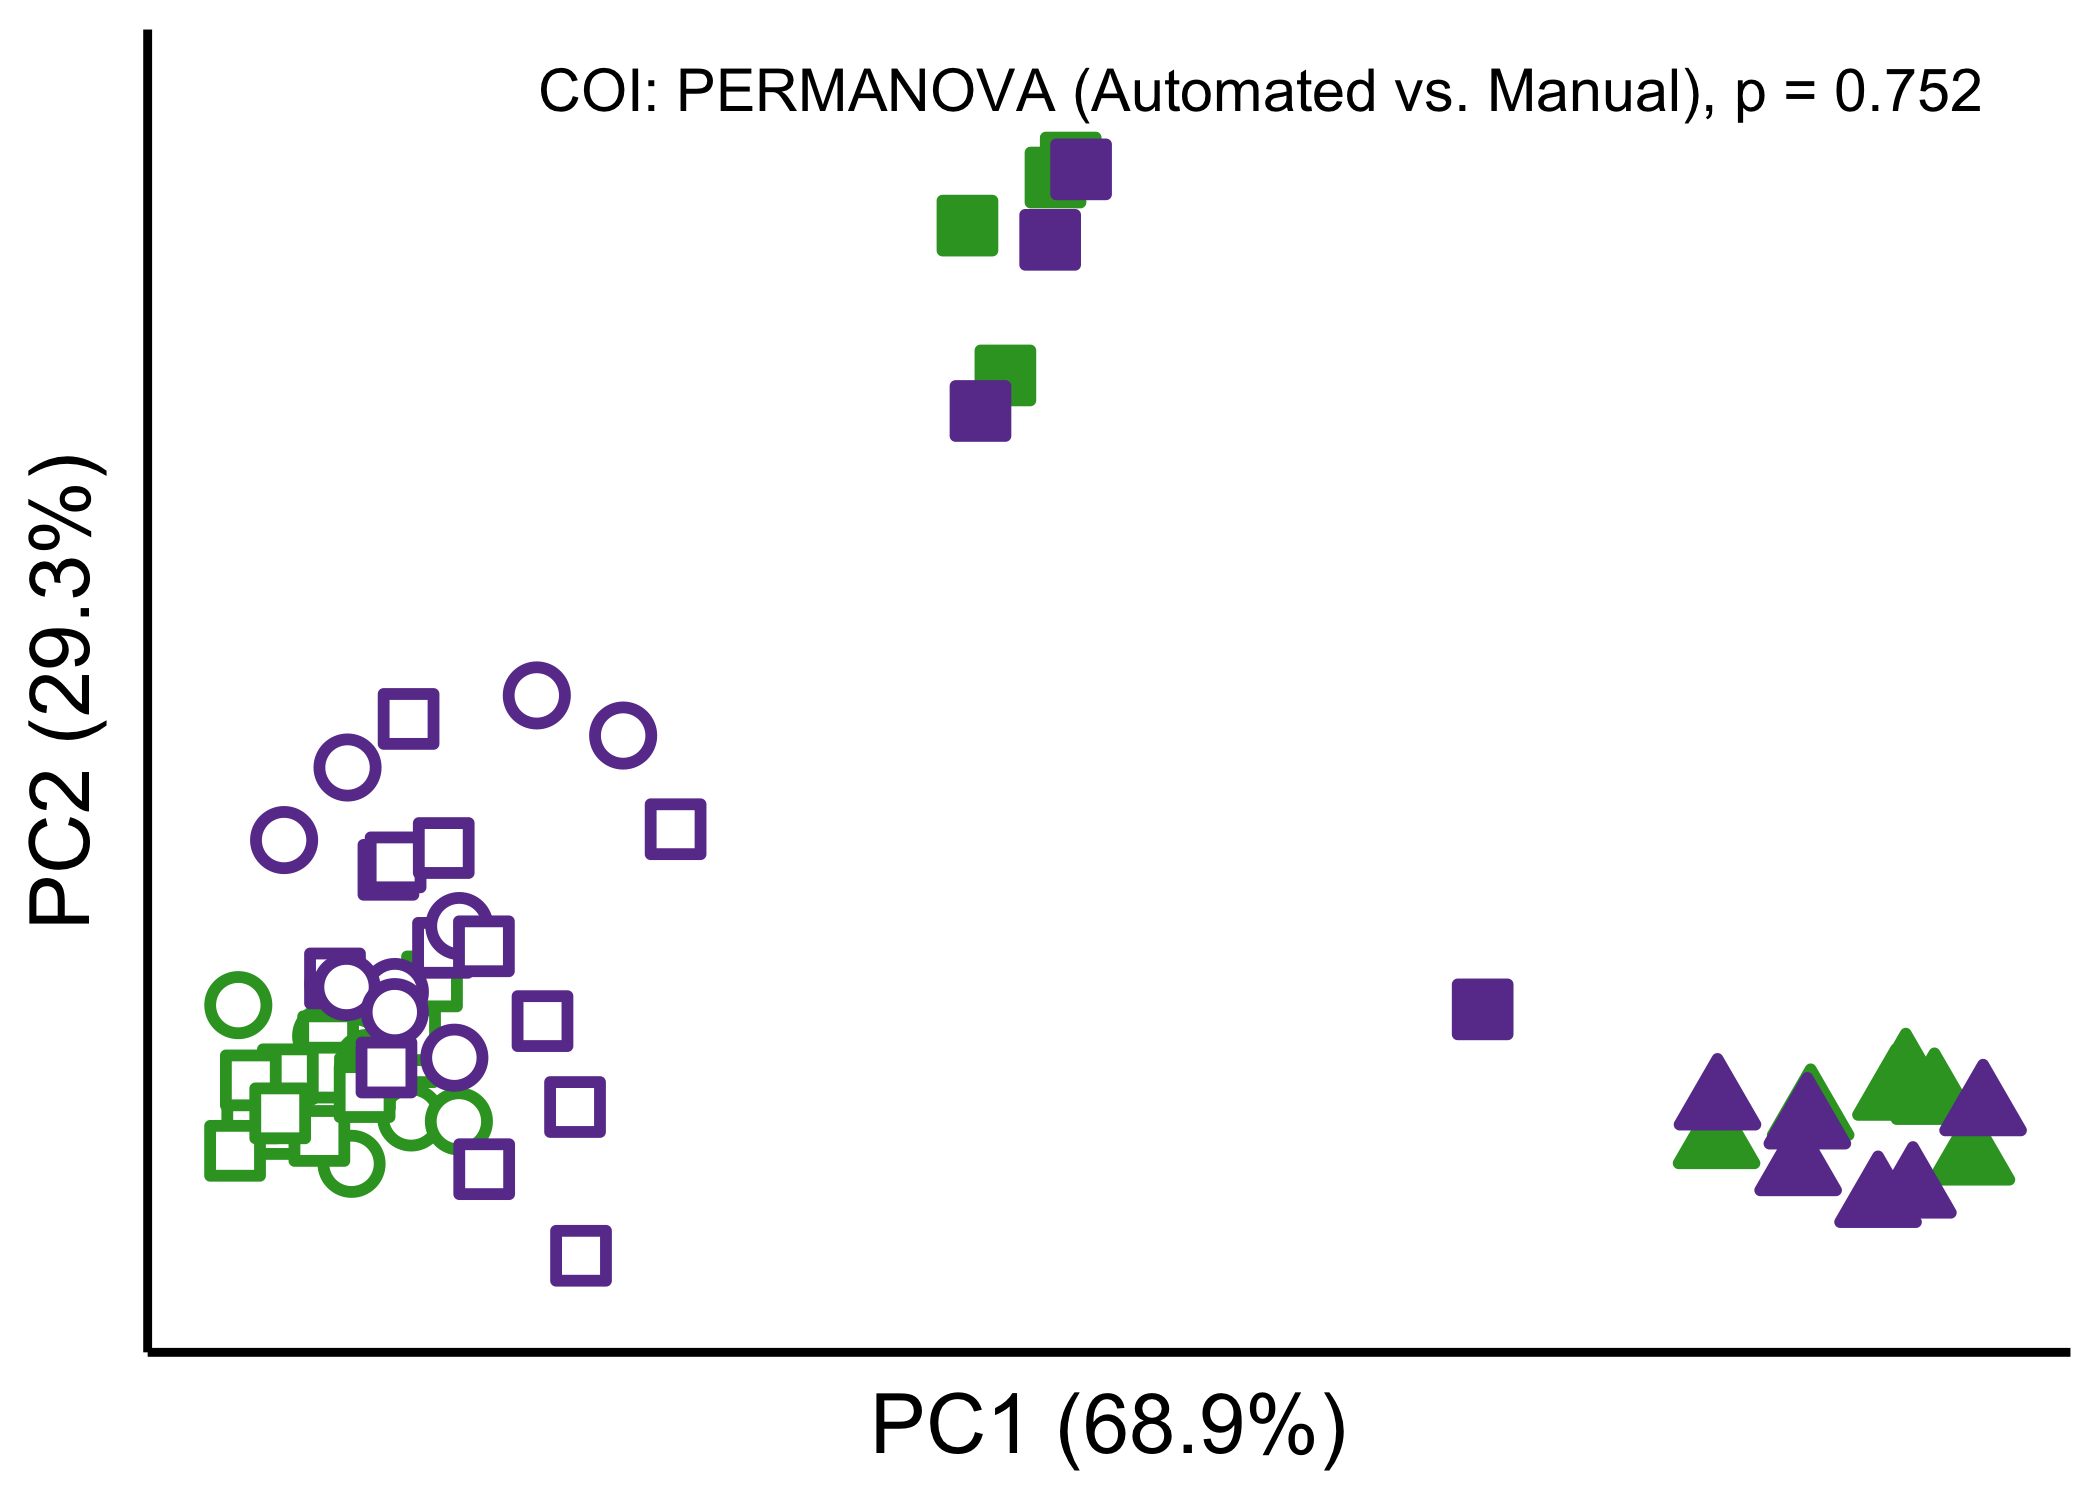 COI: PERMANOVA (Automated vs. Manual), p = 0.752
PC2 (29.3%)
PC1 (68.9%)